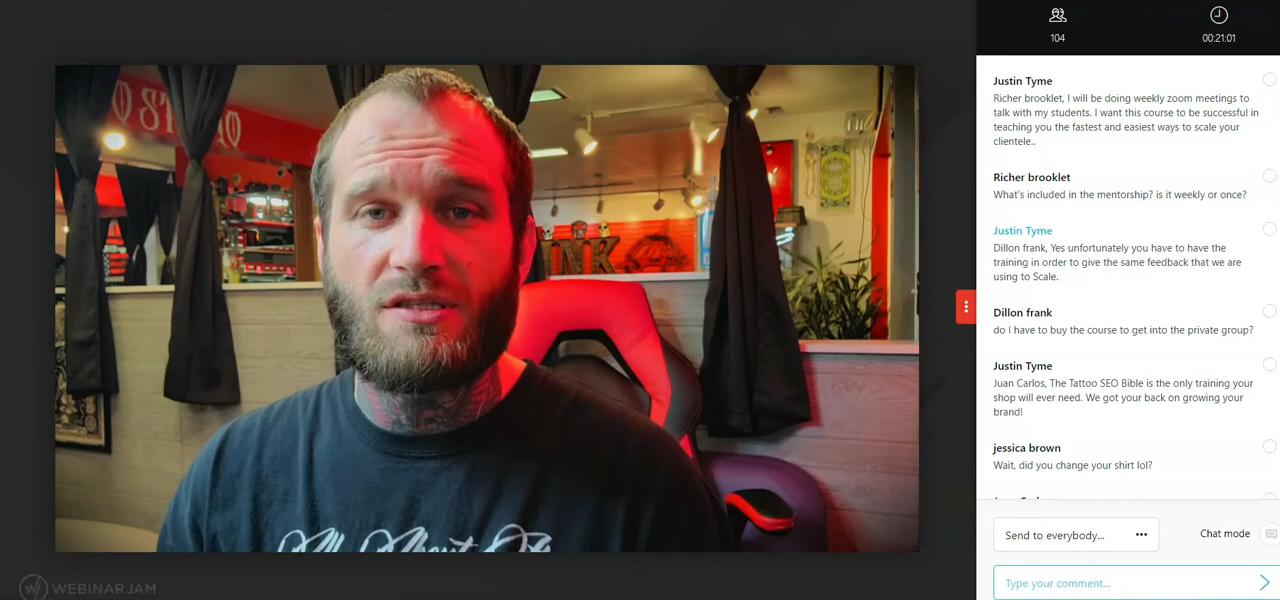 104
00:21:01
Justin Tyme
Richer brooklet, I will be doing weekly zoom meetings to
talk with my students. I want this course to be successful in
teaching you the fastest and easiest ways to scale your
clientele..
Richer brooklet
What's included in the mentorship? is it weekly or once?
Justin Tyme
Dillon frank, Yes unfortunately you have to have the
training in order to give the same feedback that we are
using to Scale.
Dillon frank
do I have to buy the course to get into the private group?
Justin Tyme
Juan Carlos, The Tattoo SEO Bible is the only training your
shop will ever need. We got your back on growing your
brand!
jessica brown
Wait, did you change your shirt lol?
Send to everybody... •••
Chat mode
Type your comment...
INK
WEBINARJAM